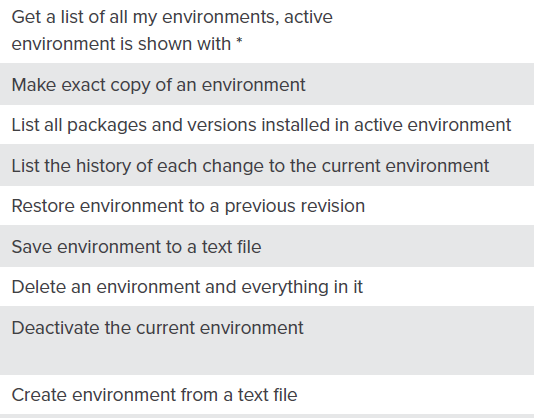 Get a list of all my environments, active
environment is shown with *
Make exact copy of an environment
List all packages and versions installed in active environment
List the history of each change to the current environment
Restore environment to a previous revision
Save environment to a text file
Delete an environment and everything in it
Deactivate the current environment
Create environment from a text file